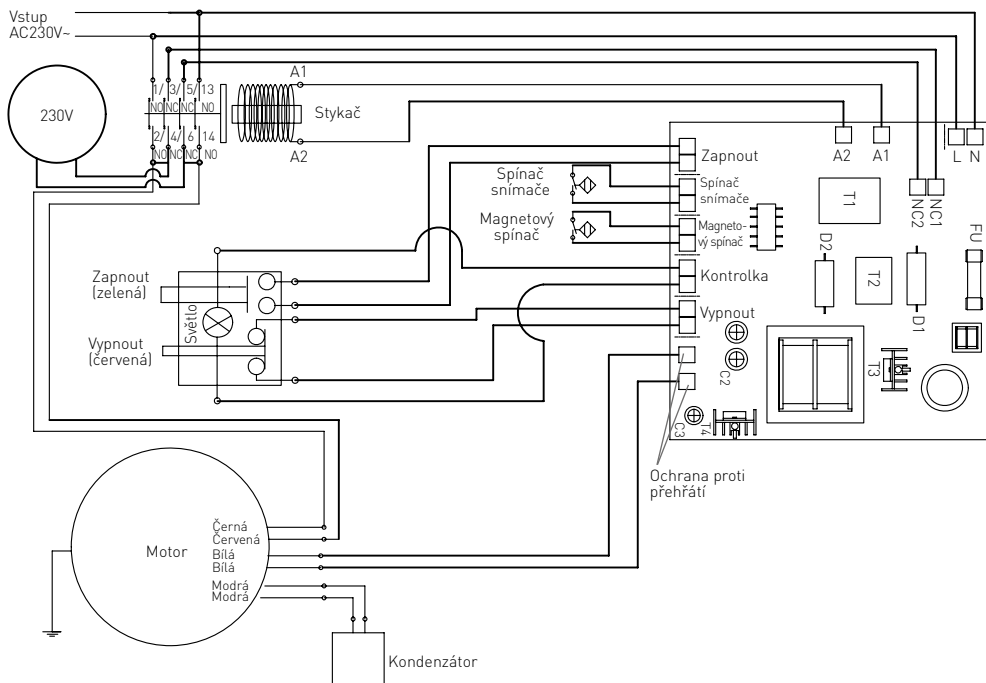 Vstup
AC230V~
230V
1/ 3/ 5/ 13
NO NC NC NO
2/ 4/ 6 14
NO NC NC NO
A1
A2
Stykač
Spínač
snímače
Magnetový
spínač
Zapnout
(zelená)
Vypnout
(červená)
Světlo
Zapnout
Spínač
snímače
Magneto-
vý spínač
Kontrolka
Vypnout
A2
A1
L
N
NC2
NC1
T1
FU
D2
T2
D1
C2
T3
C3
T4
Ochrana proti
přehřátí
Motor
Černá
Červená
Bílá
Bílá
Modrá
Modrá
Kondenzátor